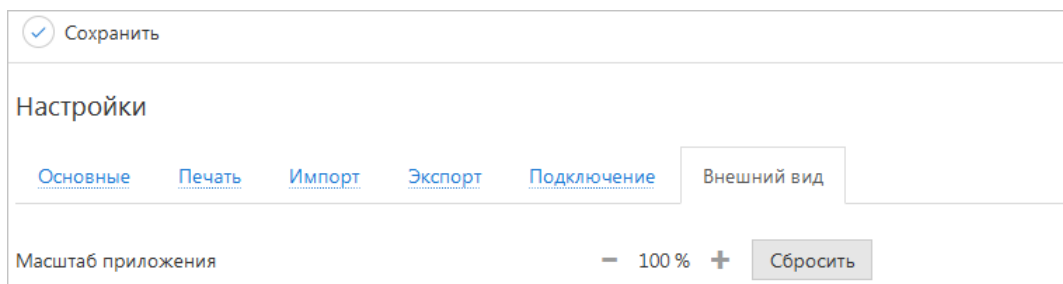 Сохранить
Настройки
Основные Печать Импорт Экспорт Подключение Внешний вид
Масштаб приложения − 100 % + Сбросить